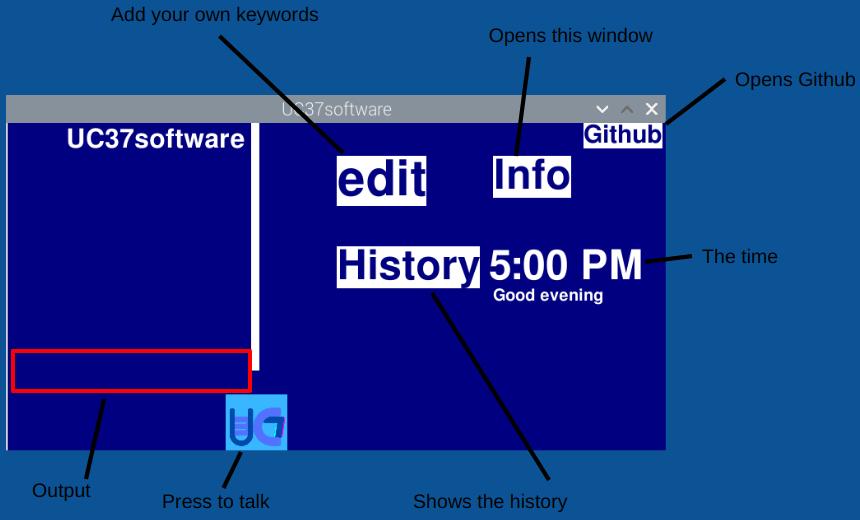 Add your own keywords
Opens this window
Opens Github
UC37software
UC37software
Github
edit
Info
History
5:00 PM
The time
Good evening
UC7
Output
Press to talk
Shows the history